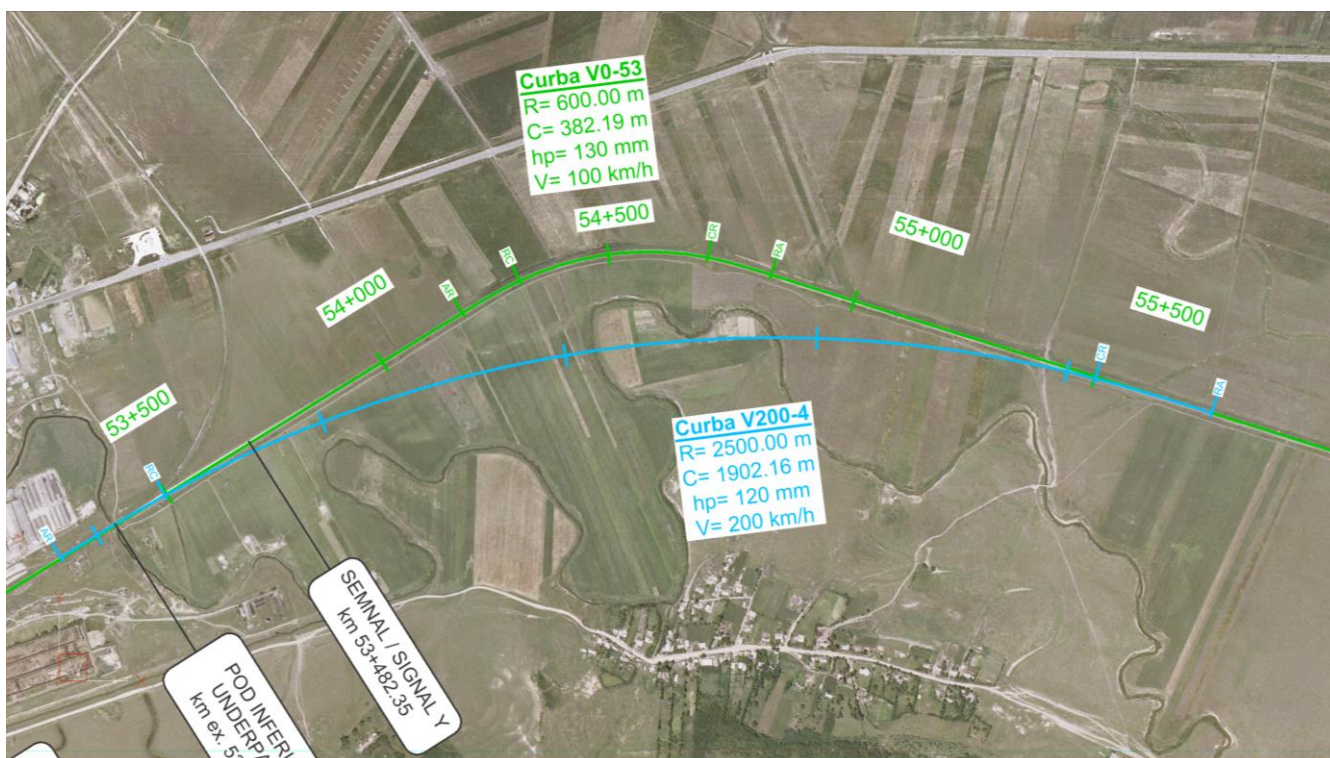 Curba V0-53
R= 600.00 m
C= 382.19 m
hp= 130 mm
V= 100 km/h
54+500
55+000
CR
RA
RC
AR
54+000
55+500
CR
RA
53+500
RC
AR
Curba V200-4
R= 2500.00 m
C= 1902.16 m
hp= 120 mm
V= 200 km/h
SEMNAL / SIGNAL Y
km 53+482.35
POD INFERI
UNDERPA
km ex. 53